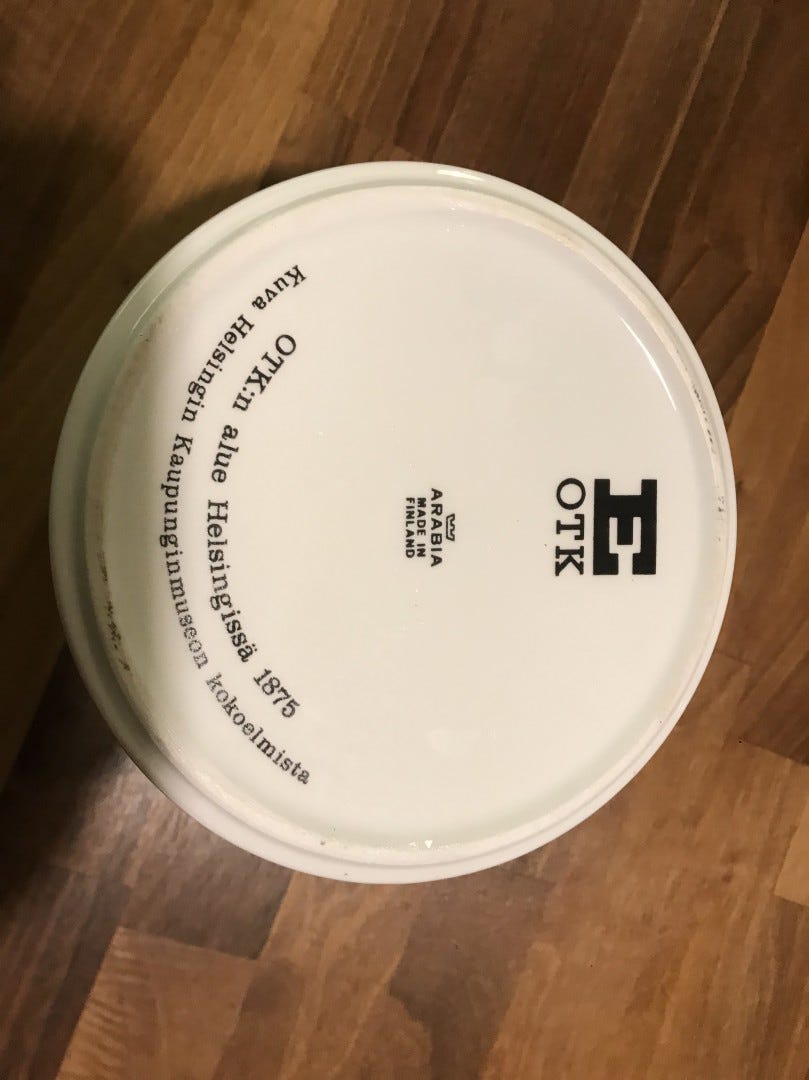 E
OTK
ARABIA
MADE IN
FINLAND
OTK:n alue Helsingissä 1875
Kuva Helsingin Kaupunginmuseon kokoelmista